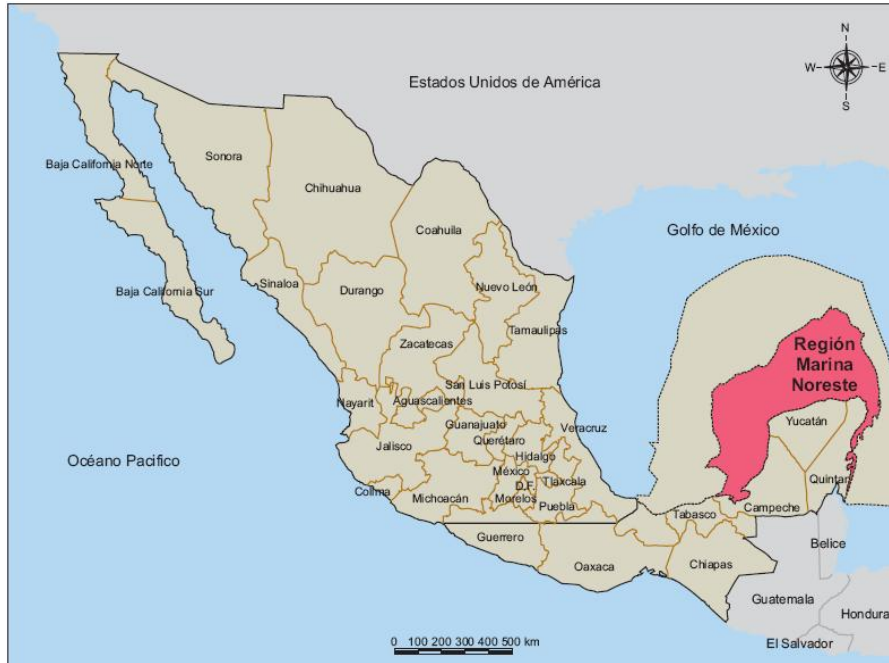 N
W
E
S
Estados Unidos de América
Baja California Norte
Sonora
Chihuahua
Coahuila
Golfo de México
Baja California Sur
Sinaloa
Durango
Nuevo León
Tamaulipas
Zacatecas
Región
Marina
Noreste
San Luis Potosí
Nayarit
Aguascalientes
Guanajuato
Veracruz
Yucatán
Jalisco
Querétaro
Hidalgo
Océano Pacifico
México
D.F.
Tlaxcala
Quintan
Colima
Michoacán
Morelos
Puebla
Tabasco
Campeche
Guerrero
Belice
Oaxaca
Chiapas
Guatemala
Hondura
El Salvador
0 100 200 300 400 500 km